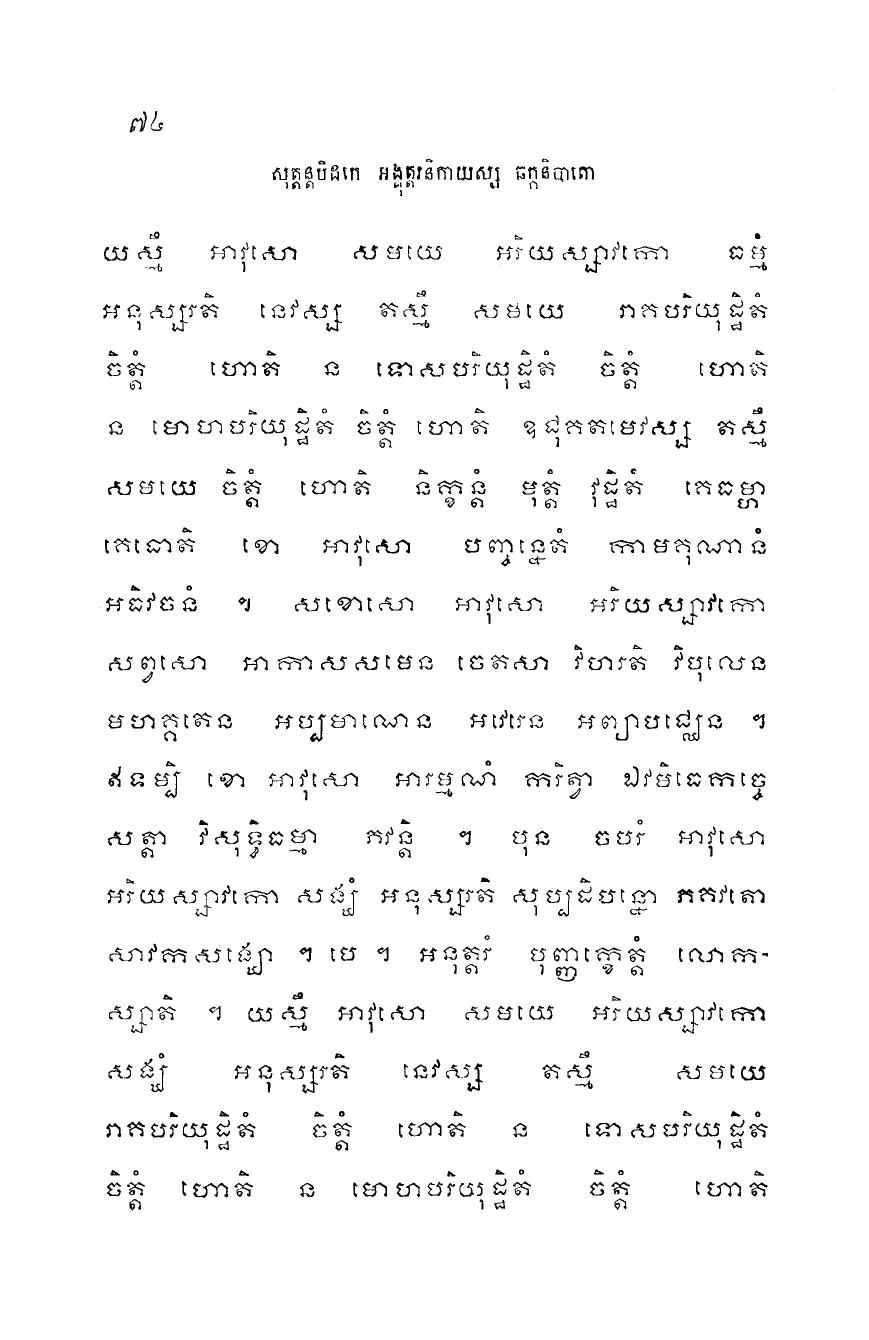 ៧៤
សុត្តន្តបិដកេ អង្គុត្តរនិកាយស្ស ឆក្កនិបាតោ
យស្មឹ អាវុសោ សមយេ អរិយស្សាវកោ ធម្មំ
អនុស្សរតិ នេវស្ស តស្មឹ សមយេ រាគបរិយុដ្ឋិតំ
ចិត្តំ ហោតិ ន ទោសបរិយុដ្ឋិតំ ចិត្តំ ហោតិ
ន មោហបរិយុដ្ឋិតំ ចិត្តំ ហោតិ ឧជុគតមេវស្ស តស្មឹ
សមយេ ចិត្តំ ហោតិ និក្ខន្តំ មុត្តំ វុដ្ឋិតំ គេធម្ហា
គេធោតិ ខោ អាវុសោ បញ្ចន្នេតំ កាមគុណានំ
អធិវចនំ ។ សខោសោ អាវុសោ អរិយស្សាវកោ
សព្វសោ អាកាសសមេន ចេតសា វិហរតិ វិបុលេន
មហគ្គតេន អប្បមាណេន អវេរេន អព្យាបជ្ឈេន ។
ឥទម្បិ ខោ អាវុសោ អារម្មណំ ករិត្វា ឯវមិធេកច្ចេ
សត្តា វិសុទ្ធិធម្មា ភវន្តិ ។ បុន ចបរំ អាវុសោ
អរិយស្សាវកោ សង្ឃំ អនុស្សរតិ សុប្បដិបន្នោ ភគវតោ
សាវកសង្ឃោ ។ បេ ។ អនុត្តរំ បុញ្ញក្ខេត្តំ លោក-
ស្សាតិ ។ យស្មឹ អាវុសោ សមយេ អរិយស្សាវកោ
សង្ឃំ អនុស្សរតិ នេវស្ស តស្មឹ សមយេ
រាគបរិយុដ្ឋិតំ ចិត្តំ ហោតិ ន ទោសបរិយុដ្ឋិតំ
ចិត្តំ ហោតិ ន មោហបរិយុដ្ឋិតំ ចិត្តំ ហោតិ